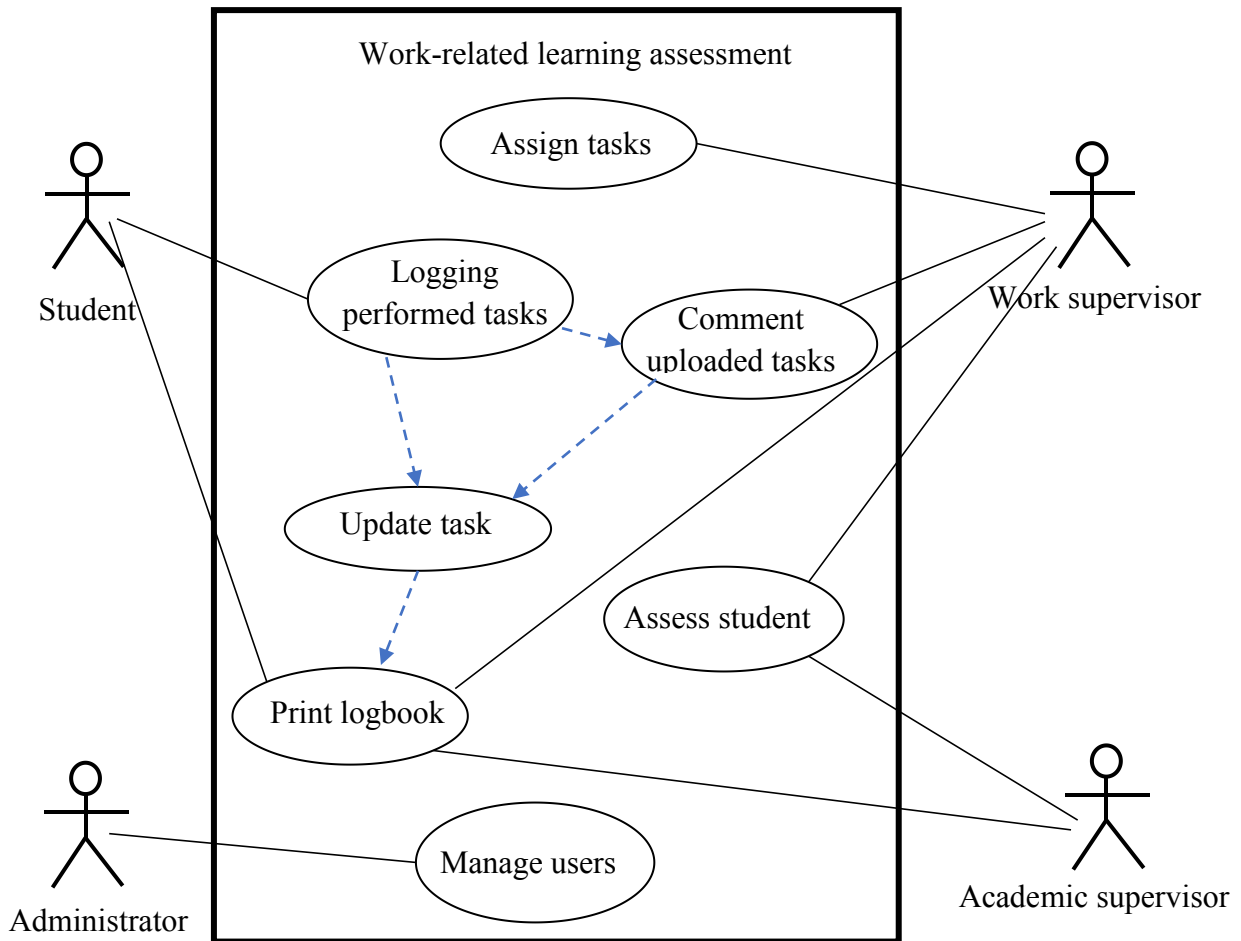 Work-related learning assessment
Assign tasks
Logging
performed tasks
Student
Comment
uploaded tasks
Work supervisor
Update task
Assess student
Print logbook
Manage users
Administrator
Academic supervisor